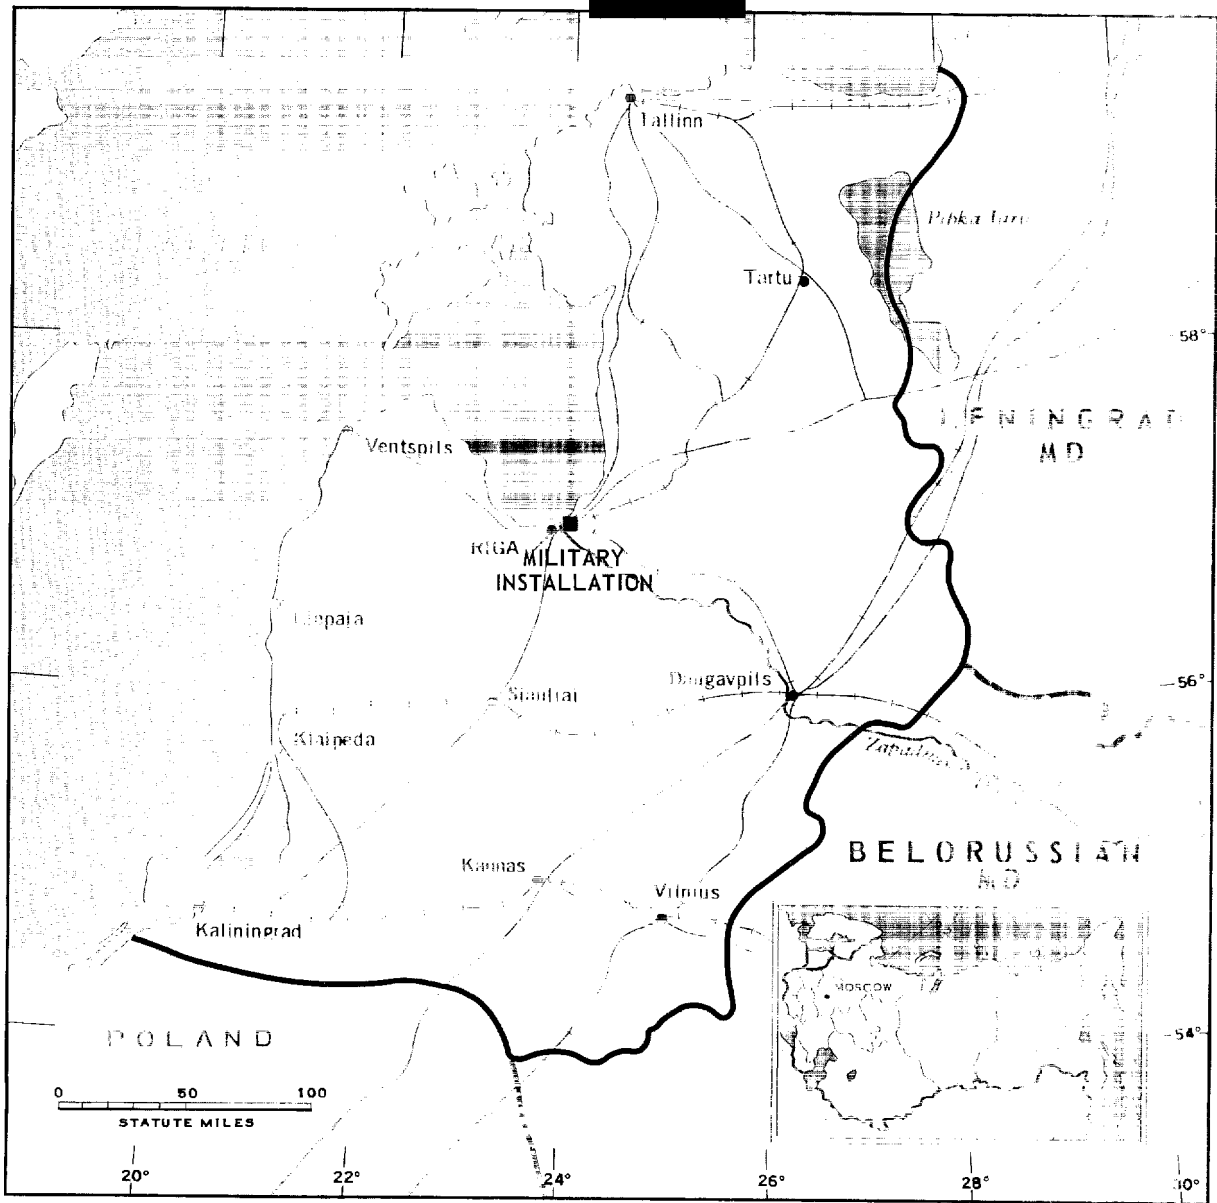 Tallinn
Tartu
58°
LENINGRAD
MD
Ventspils
RIGA
MILITARY
INSTALLATION
Liepaja
Daugavpils
56°
Siauliai
Klaipeda
BELORUSSIAN
MD
Kaunas
Vilnius
Kaliningrad
MOSCOW
POLAND
54°
0 50 100
STATUTE MILES
20° 22° 24° 26° 28° 30°